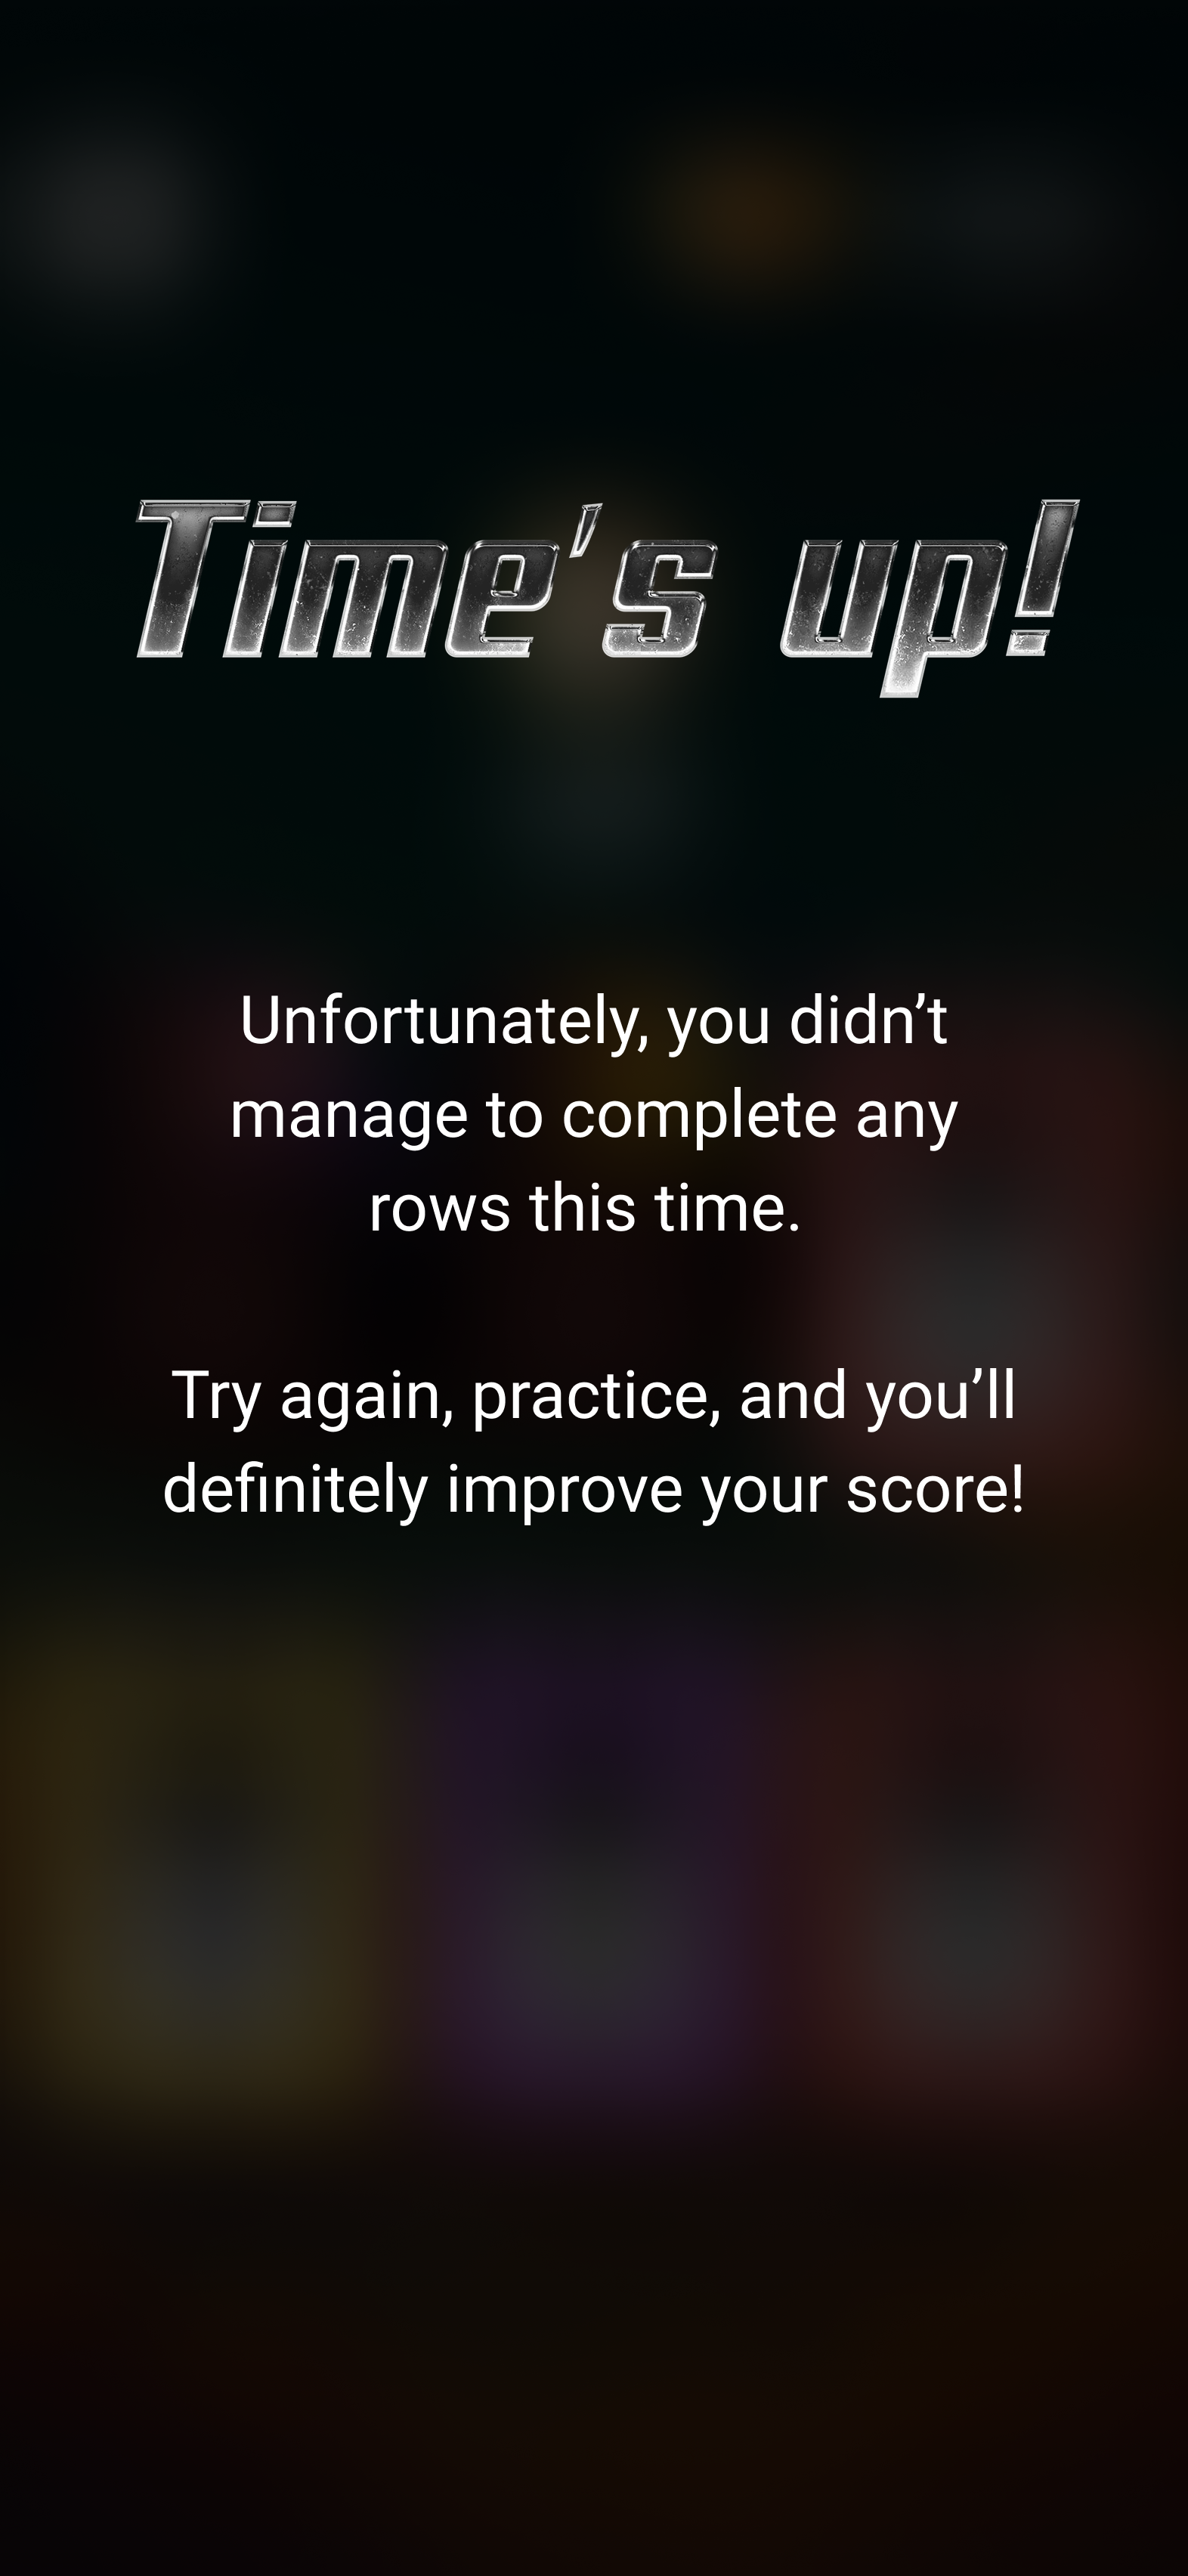 Time's up!
Unfortunately, you didn’t
manage to complete any
rows this time.
Try again, practice, and you’ll
definitely improve your score!